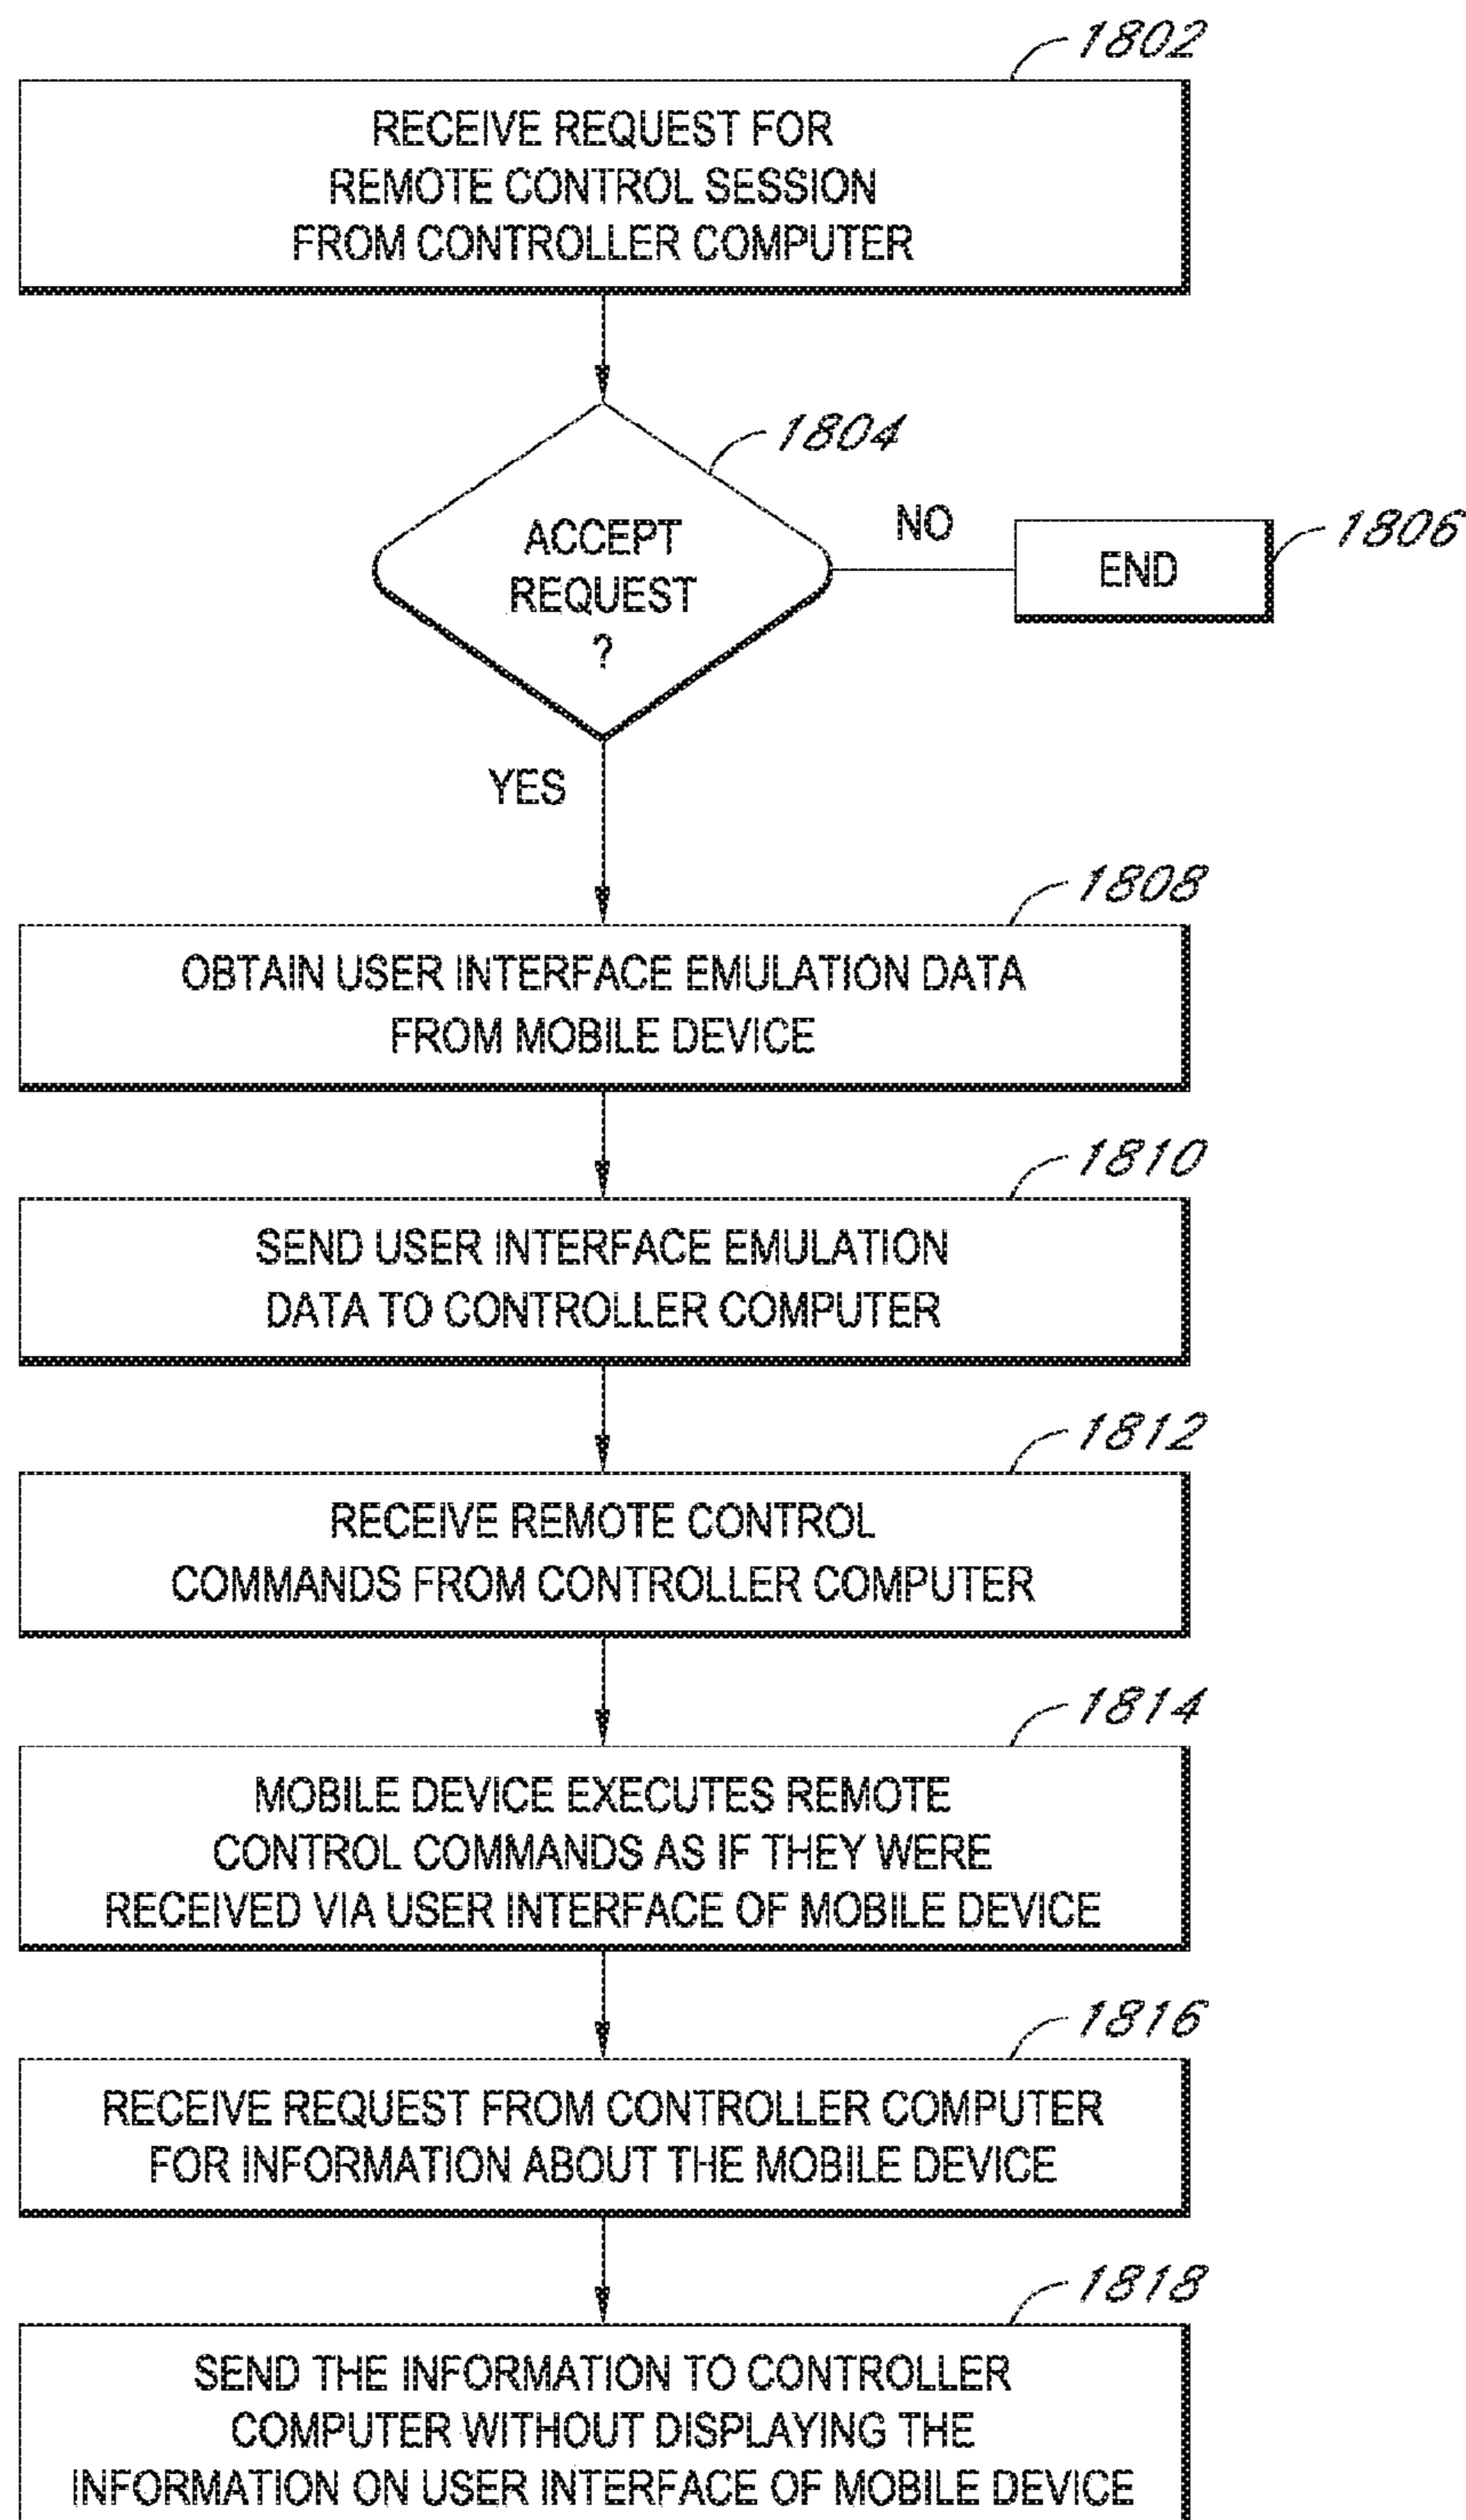 1802
RECEIVE REQUEST FOR
REMOTE CONTROL SESSION
FROM CONTROLLER COMPUTER
1804
ACCEPT
REQUEST
?
NO
END
1806
YES
1808
OBTAIN USER INTERFACE EMULATION DATA
FROM MOBILE DEVICE
1810
SEND USER INTERFACE EMULATION
DATA TO CONTROLLER COMPUTER
1812
RECEIVE REMOTE CONTROL
COMMANDS FROM CONTROLLER COMPUTER
1814
MOBILE DEVICE EXECUTES REMOTE
CONTROL COMMANDS AS IF THEY WERE
RECEIVED VIA USER INTERFACE OF MOBILE DEVICE
1816
RECEIVE REQUEST FROM CONTROLLER COMPUTER
FOR INFORMATION ABOUT THE MOBILE DEVICE
1818
SEND THE INFORMATION TO CONTROLLER
COMPUTER WITHOUT DISPLAYING THE
INFORMATION ON USER INTERFACE OF MOBILE DEVICE